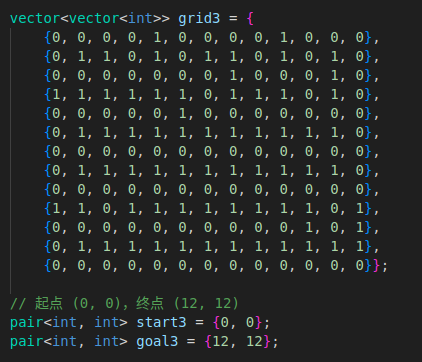 vector<vector<int>> grid3 = {
{0, 0, 0, 0, 1, 0, 0, 0, 0, 1, 0, 0, 0},
{0, 1, 1, 0, 1, 0, 1, 1, 0, 1, 0, 1, 0},
{0, 0, 0, 0, 0, 0, 0, 1, 0, 0, 0, 1, 0},
{1, 1, 1, 1, 1, 1, 0, 1, 1, 1, 0, 1, 0},
{0, 0, 0, 0, 0, 1, 0, 0, 0, 0, 0, 0, 0},
{0, 1, 1, 1, 1, 1, 1, 1, 1, 1, 1, 1, 0},
{0, 0, 0, 0, 0, 0, 0, 0, 0, 0, 0, 0, 0},
{0, 1, 1, 1, 1, 1, 1, 1, 1, 1, 1, 1, 1},
{0, 0, 0, 0, 0, 0, 0, 0, 0, 0, 0, 0, 0},
{1, 1, 0, 1, 1, 1, 1, 1, 1, 1, 1, 0, 1},
{0, 0, 0, 0, 0, 0, 0, 0, 0, 0, 1, 0, 0},
{0, 1, 1, 1, 1, 1, 1, 1, 1, 1, 1, 1, 1},
{0, 0, 0, 0, 0, 0, 0, 0, 0, 0, 0, 0, 0}};
// 起点 (0, 0)，终点 (12, 12)
pair<int, int> start3 = {0, 0};
pair<int, int> goal3 = {12, 12};